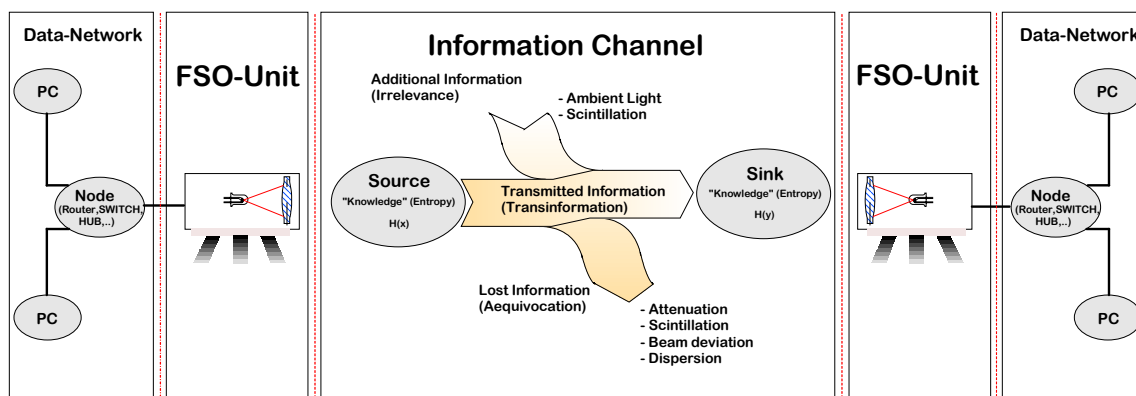 Data-Network
PC
Node
(Router,SWITCH,
HUB,..)
PC
FSO-Unit
Information Channel
Additional Information
(Irrelevance)
- Ambient Light
- Scintillation
Source
"Knowledge" (Entropy)
H(x)
Transmitted Information
(Transinformation)
Sink
"Knowledge" (Entropy)
H(y)
Lost Information
(Aequivocation)
- Attenuation
- Scintillation
- Beam deviation
- Dispersion
FSO-Unit
Data-Network
PC
Node
(Router,SWITCH,
HUB,..)
PC